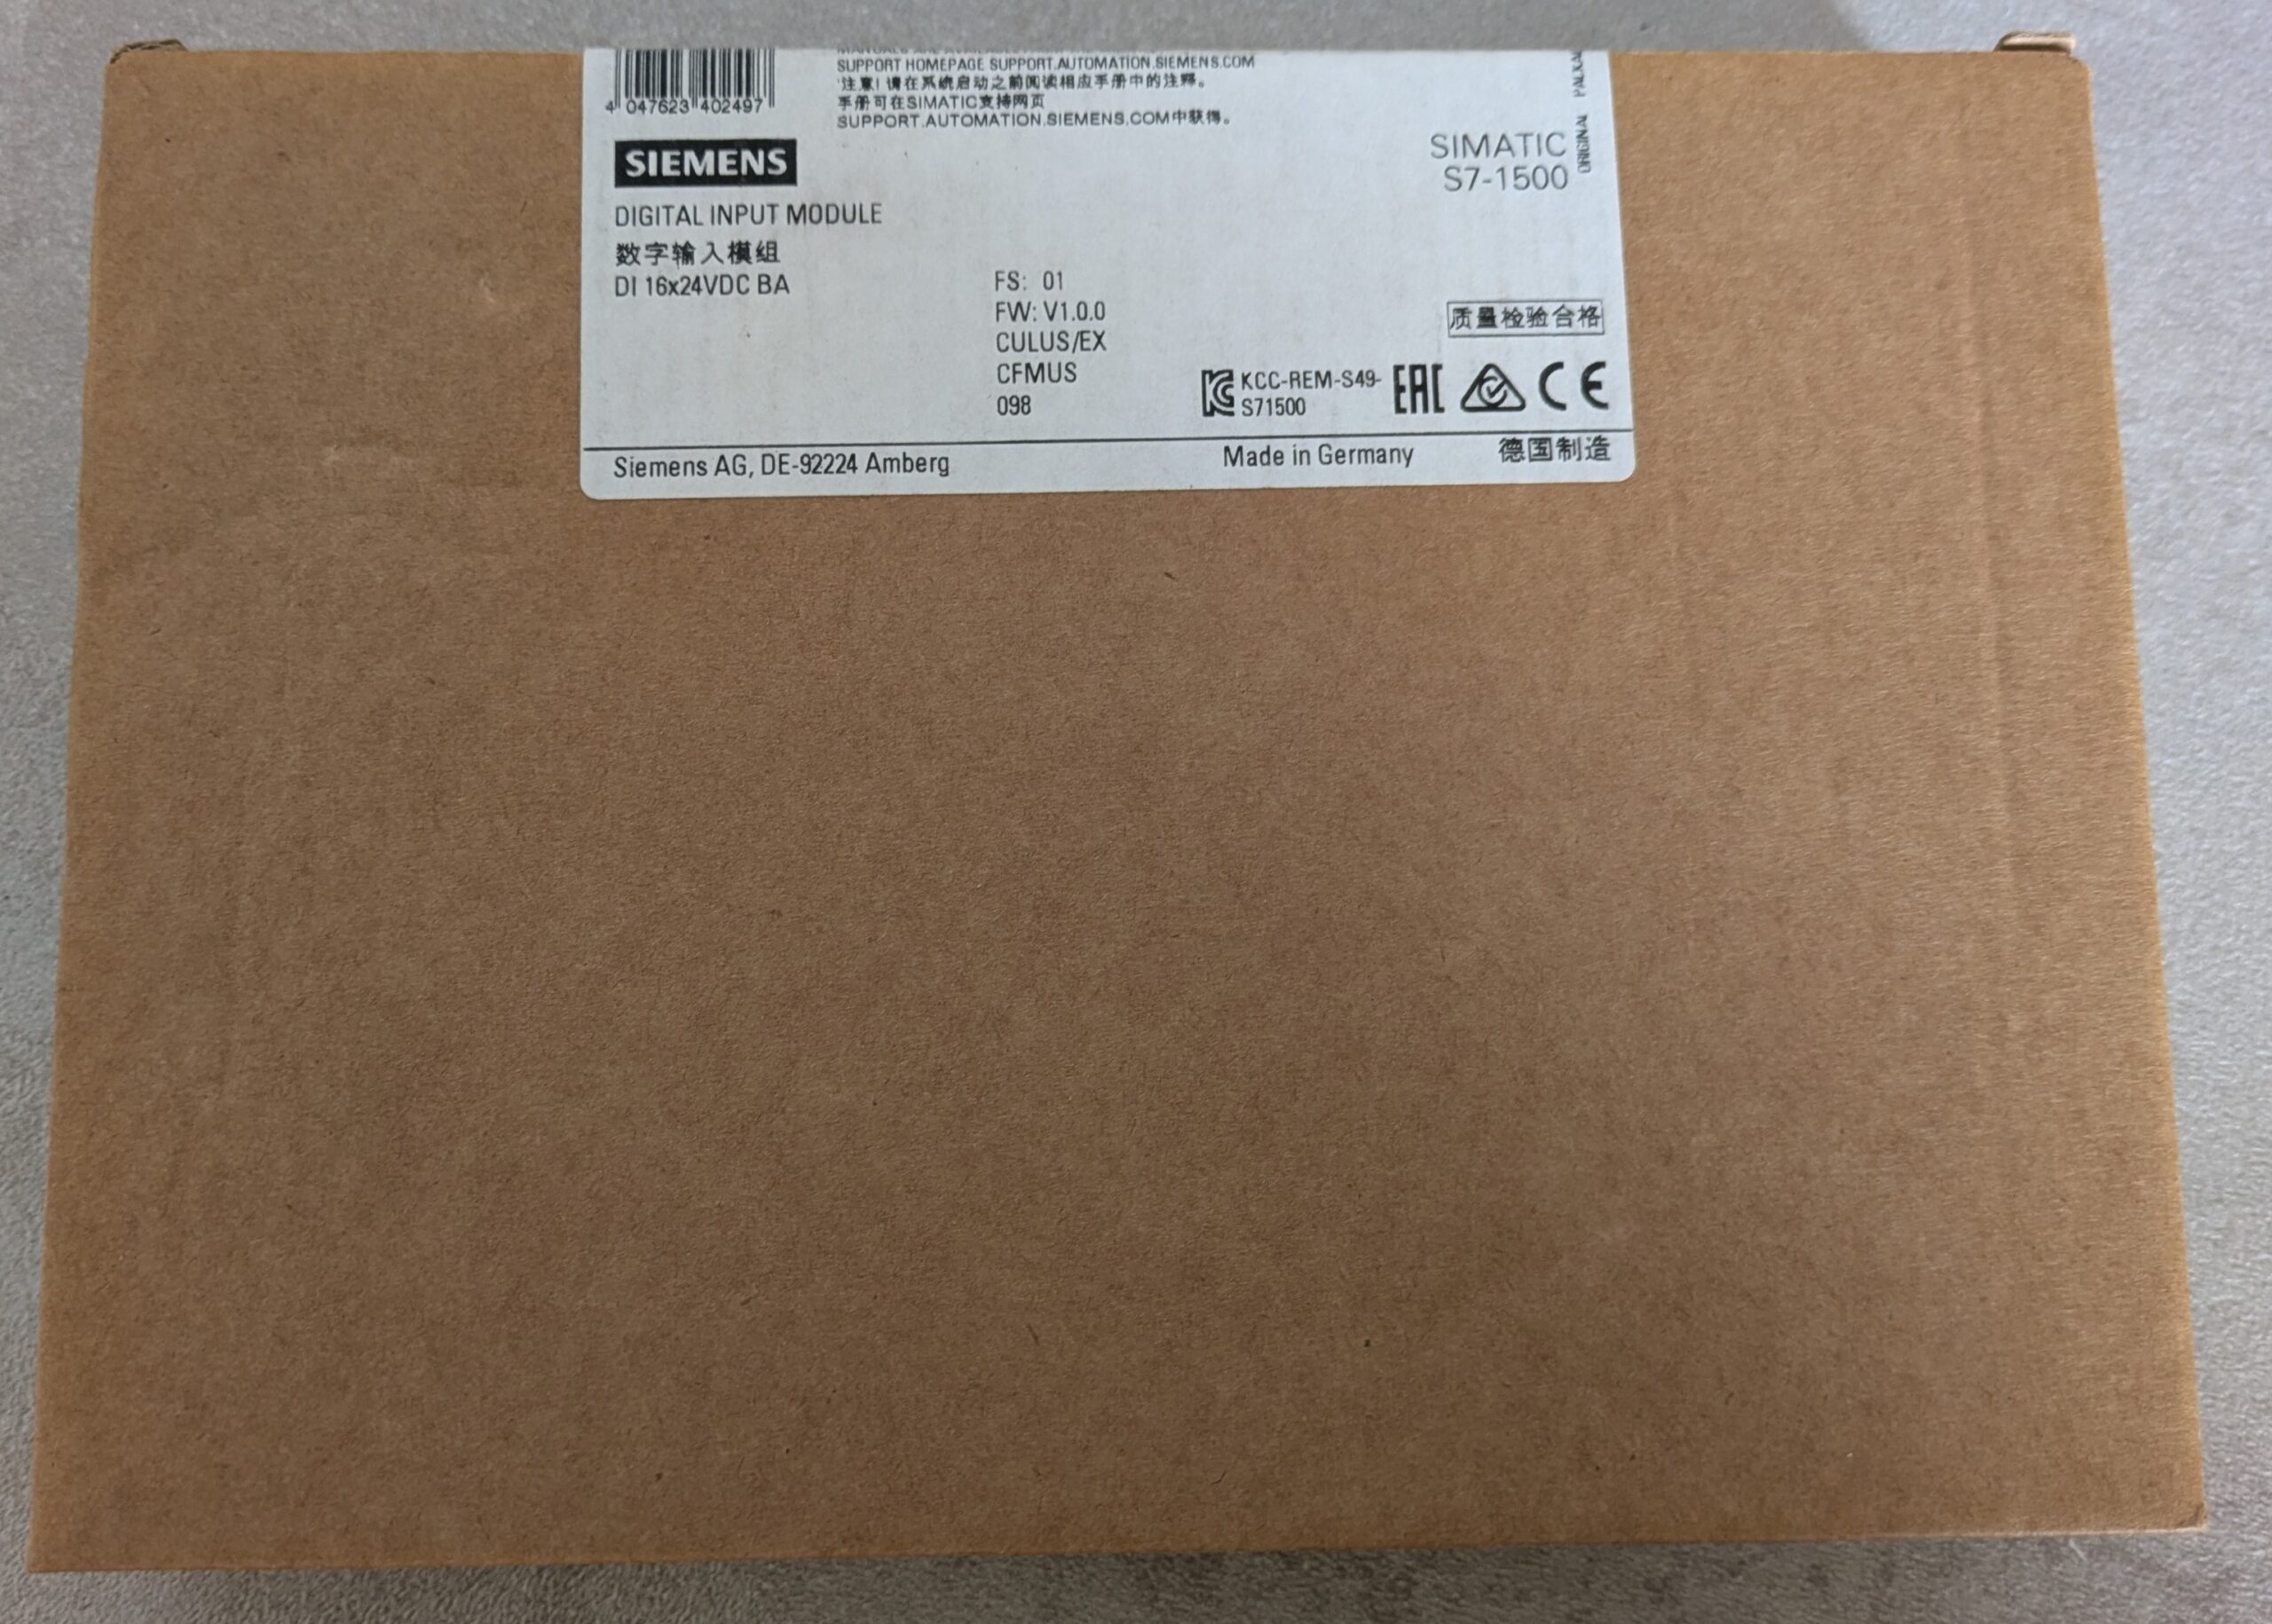 SUPPORT HOMEPAGE SUPPORT.AUTOMATION.SIEMENS.COM
注意! 请在系统启动之前阅读相应手册中的注释。
手册可在SIMATIC支持网页
SUPPORT.AUTOMATION.SIEMENS.COM中获得。
4 047623 402497
SIEMENS
SIMATIC
S7-1500
ORIGINAL
DIGITAL INPUT MODULE
数字输入模组
DI 16x24VDC BA
FS: 01
FW: V1.0.0
CULUS/EX
CFMUS
098
质量检验合格
KCC-REM-S49-
S71500
EAC
CE
Siemens AG, DE-92224 Amberg
Made in Germany
德国制造